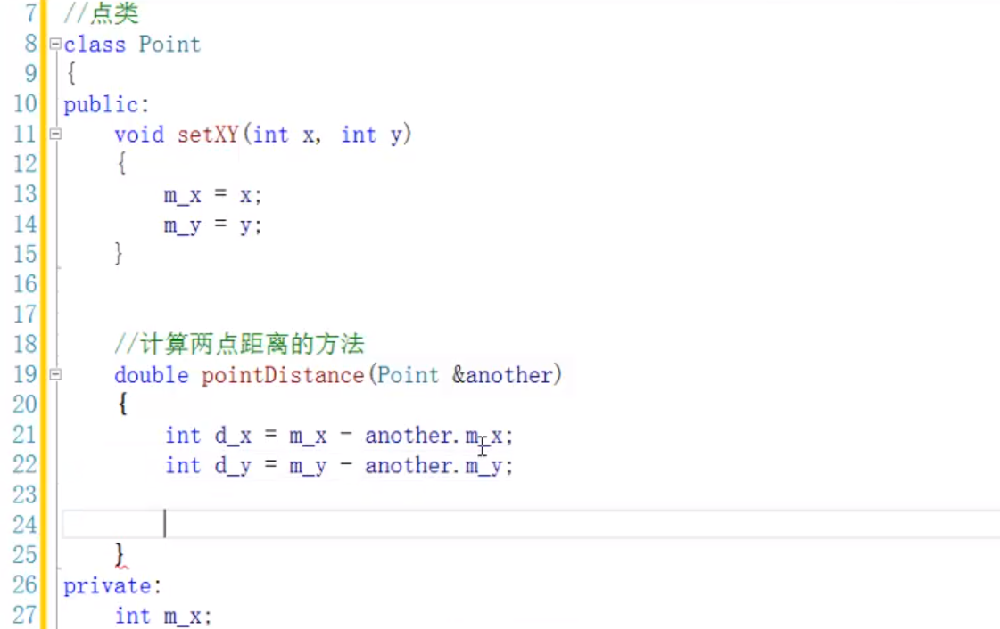 7 //点类
8 class Point
9 {
10 public:
11 void setXY(int x, int y)
12 {
13 m_x = x;
14 m_y = y;
15 }
16
17
18 //计算两点距离的方法
19 double pointDistance(Point &another)
20 {
21 int d_x = m_x - another.m_x;
22 int d_y = m_y - another.m_y;
23
24
25 }
26 private:
27 int m_x;